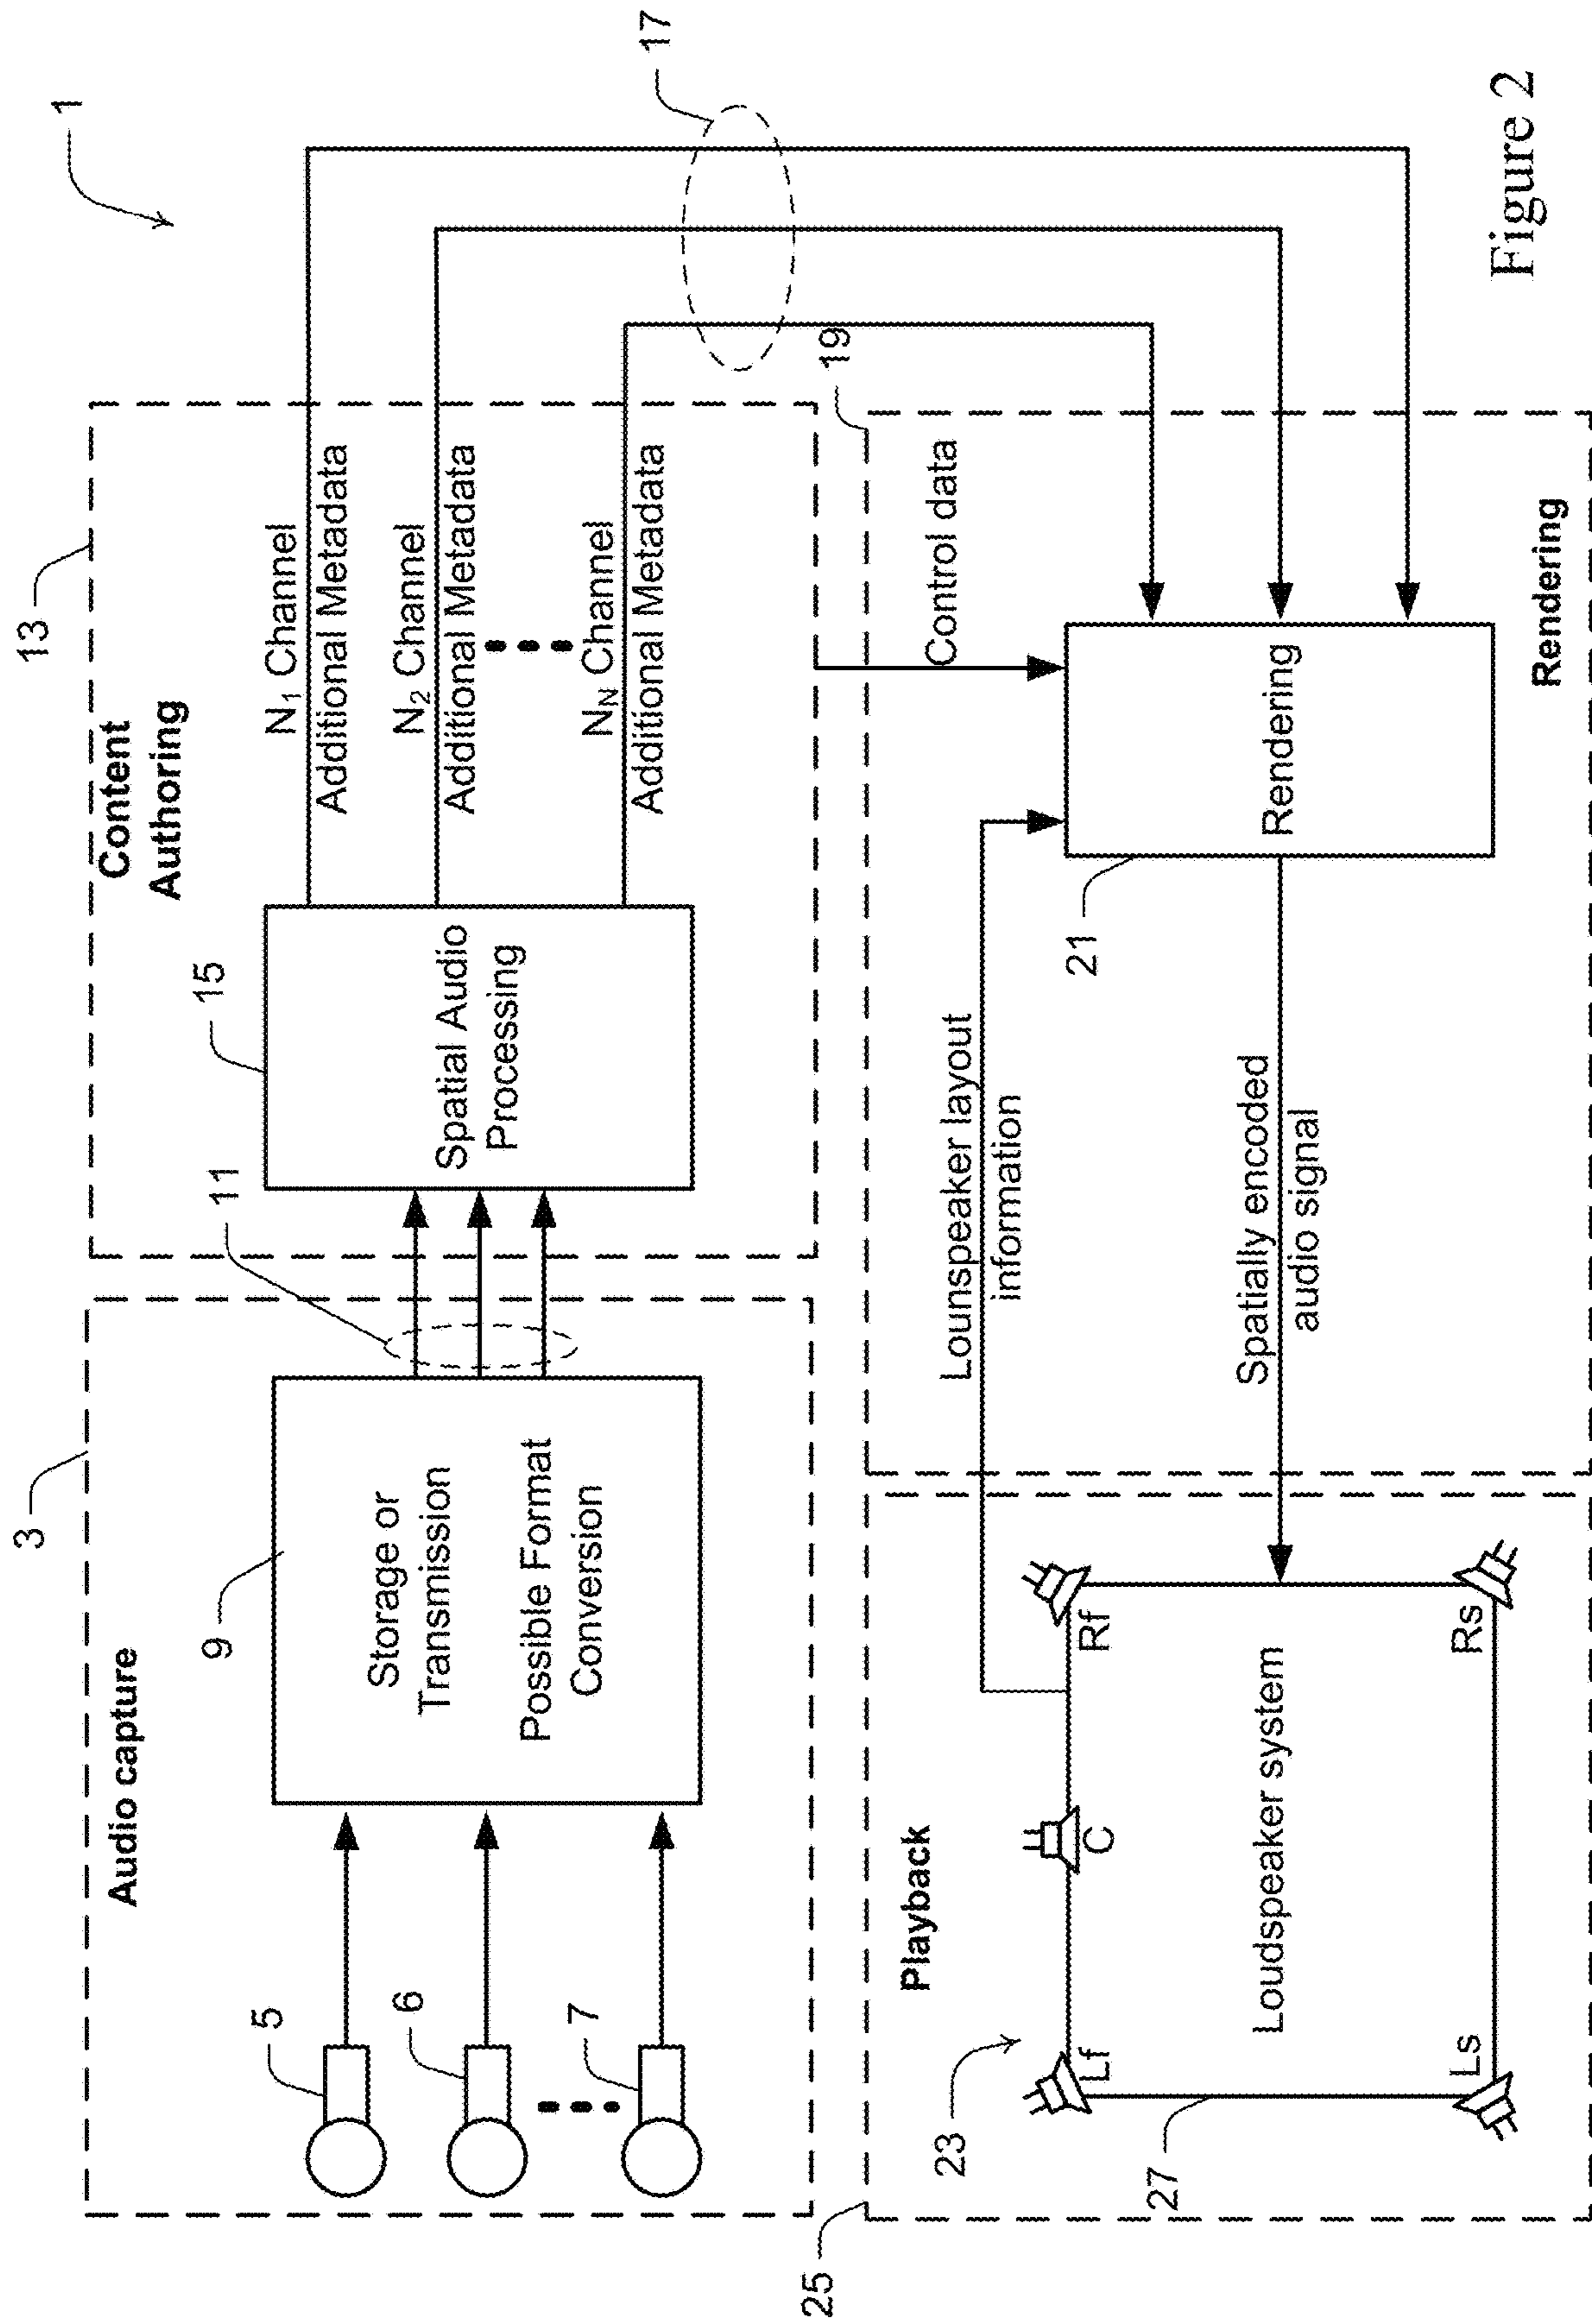 1
3
13
Audio capture
Content
Authoring
5
6
7
9
Storage or
Transmission
Possible Format
Conversion
11
15
Spatial Audio
Processing
N1 Channel
Additional Metadata
N2 Channel
Additional Metadata
NN Channel
Additional Metadata
17
25
19
Playback
23
27
Lf
C
Rf
Loudspeaker system
Ls
Rs
Lounspeaker layout
information
Spatially encoded
audio signal
Control data
21
Rendering
Rendering
Figure 2